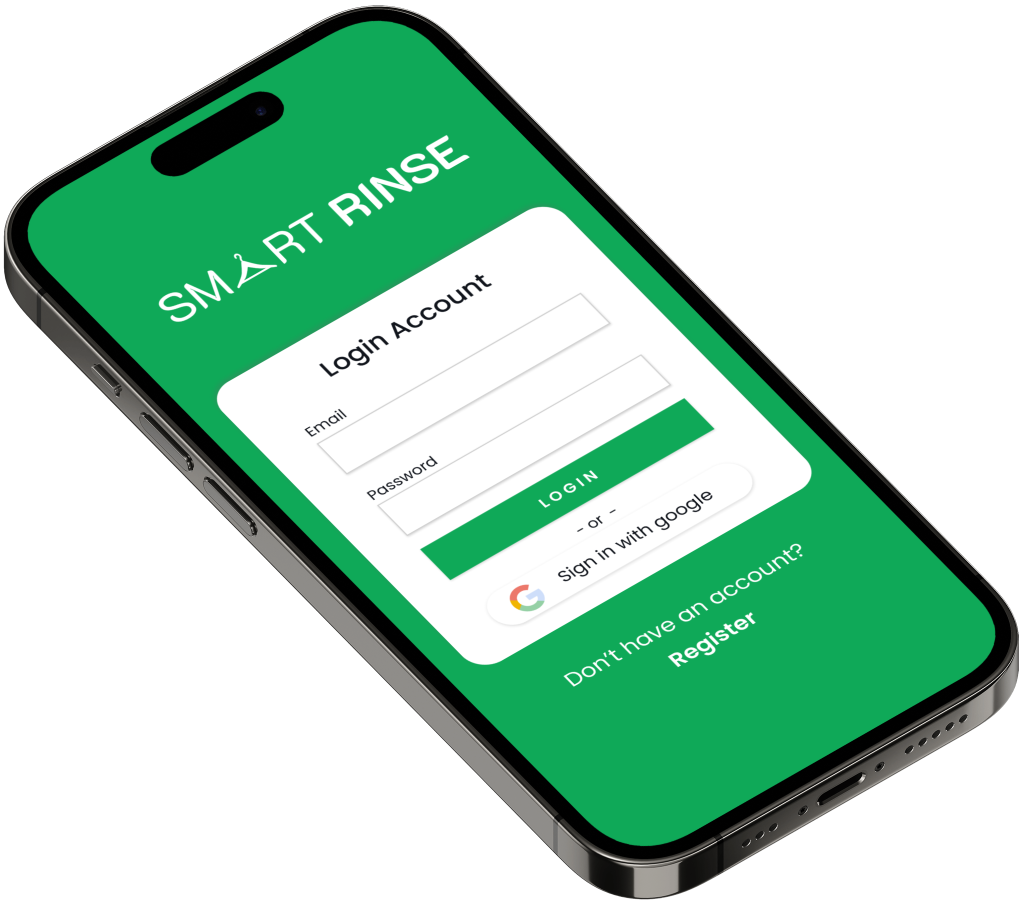 SMART RINSE
Login Account
Email
Password
LOGIN
- or -
Sign in with google
Don't have an account?
Register